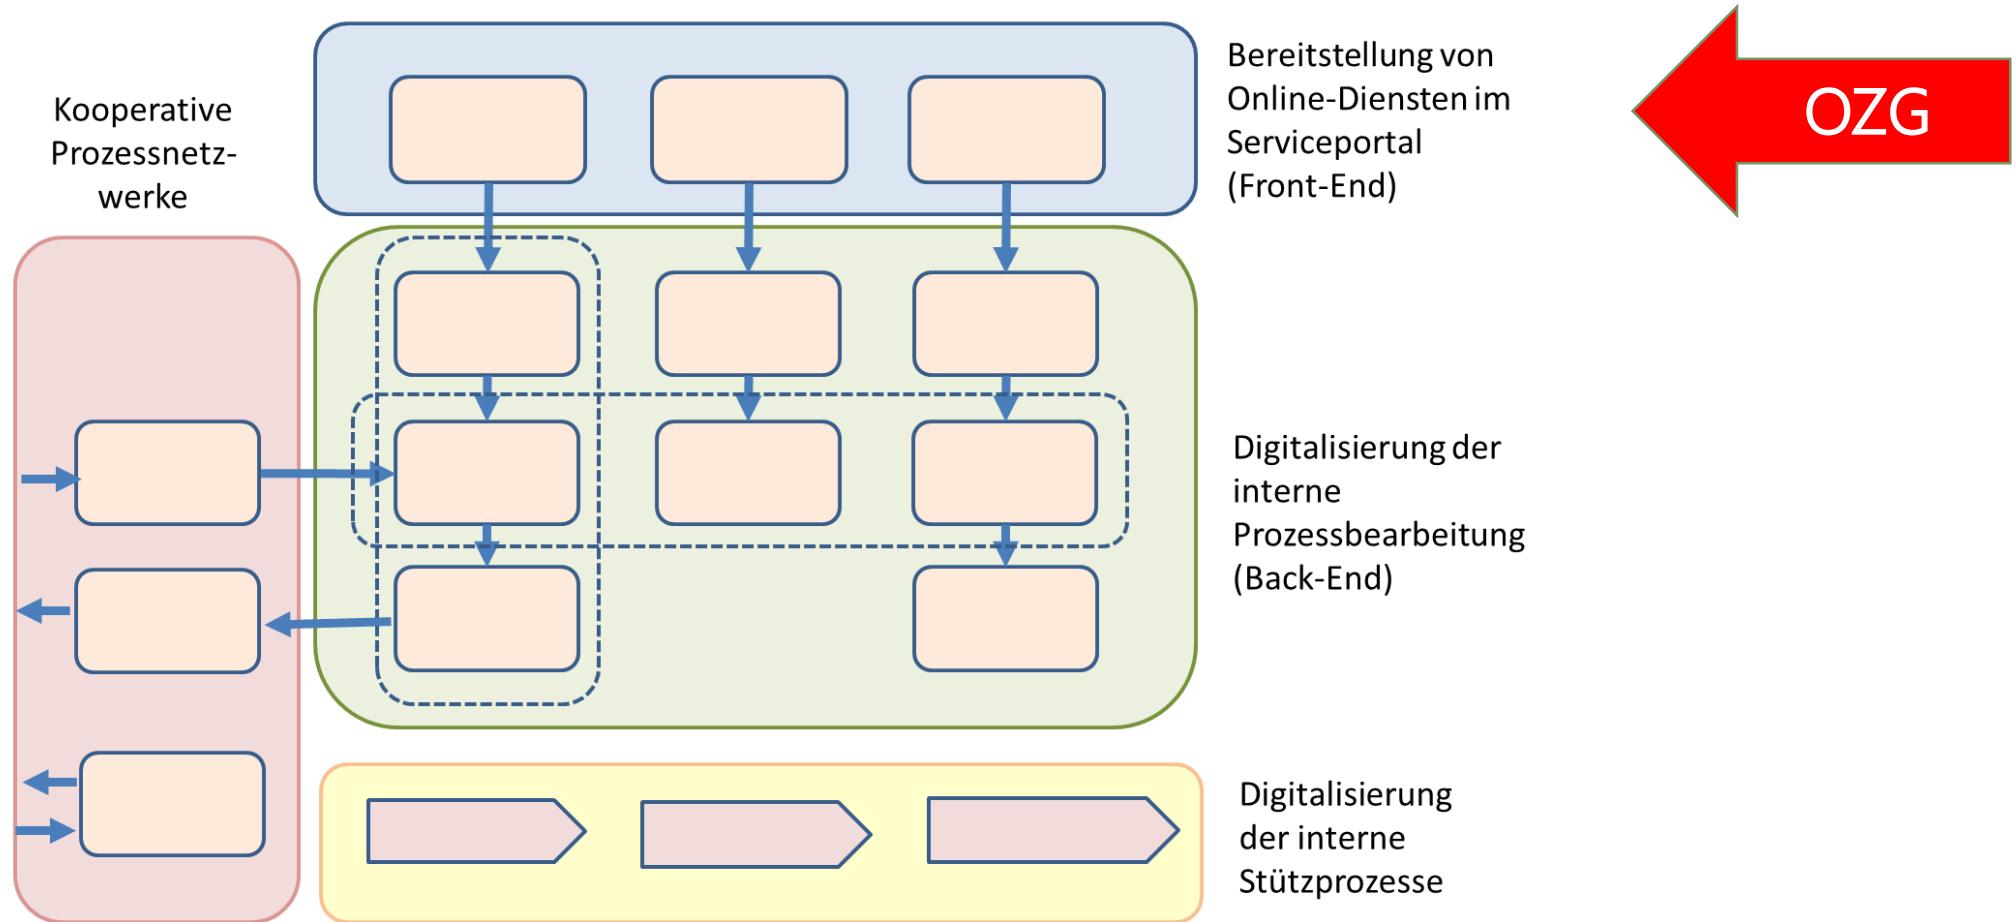 Kooperative
Prozessnetz-
werke
Bereitstellung von
Online-Diensten im
Serviceportal
(Front-End)
OZG
Digitalisierung der
interne
Prozessbearbeitung
(Back-End)
Digitalisierung
der interne
Stützprozesse